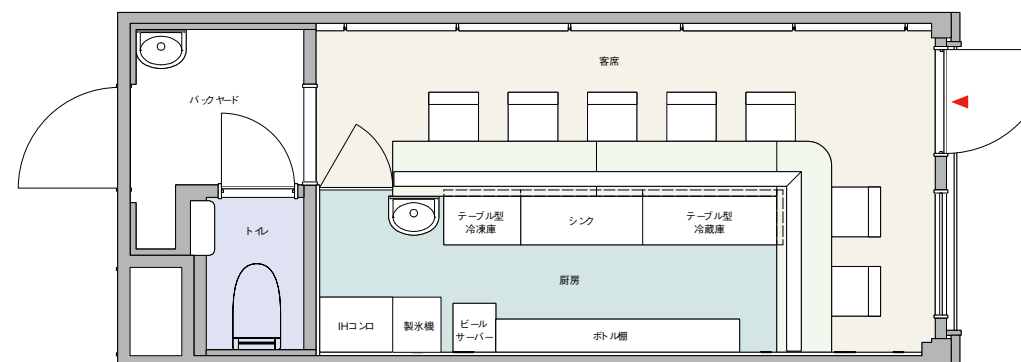 客席
バックヤード
テーブル型
冷凍庫
シンク
テーブル型
冷蔵庫
トイレ
厨房
IHコンロ
製氷機
ビール
サーバー
ボトル棚